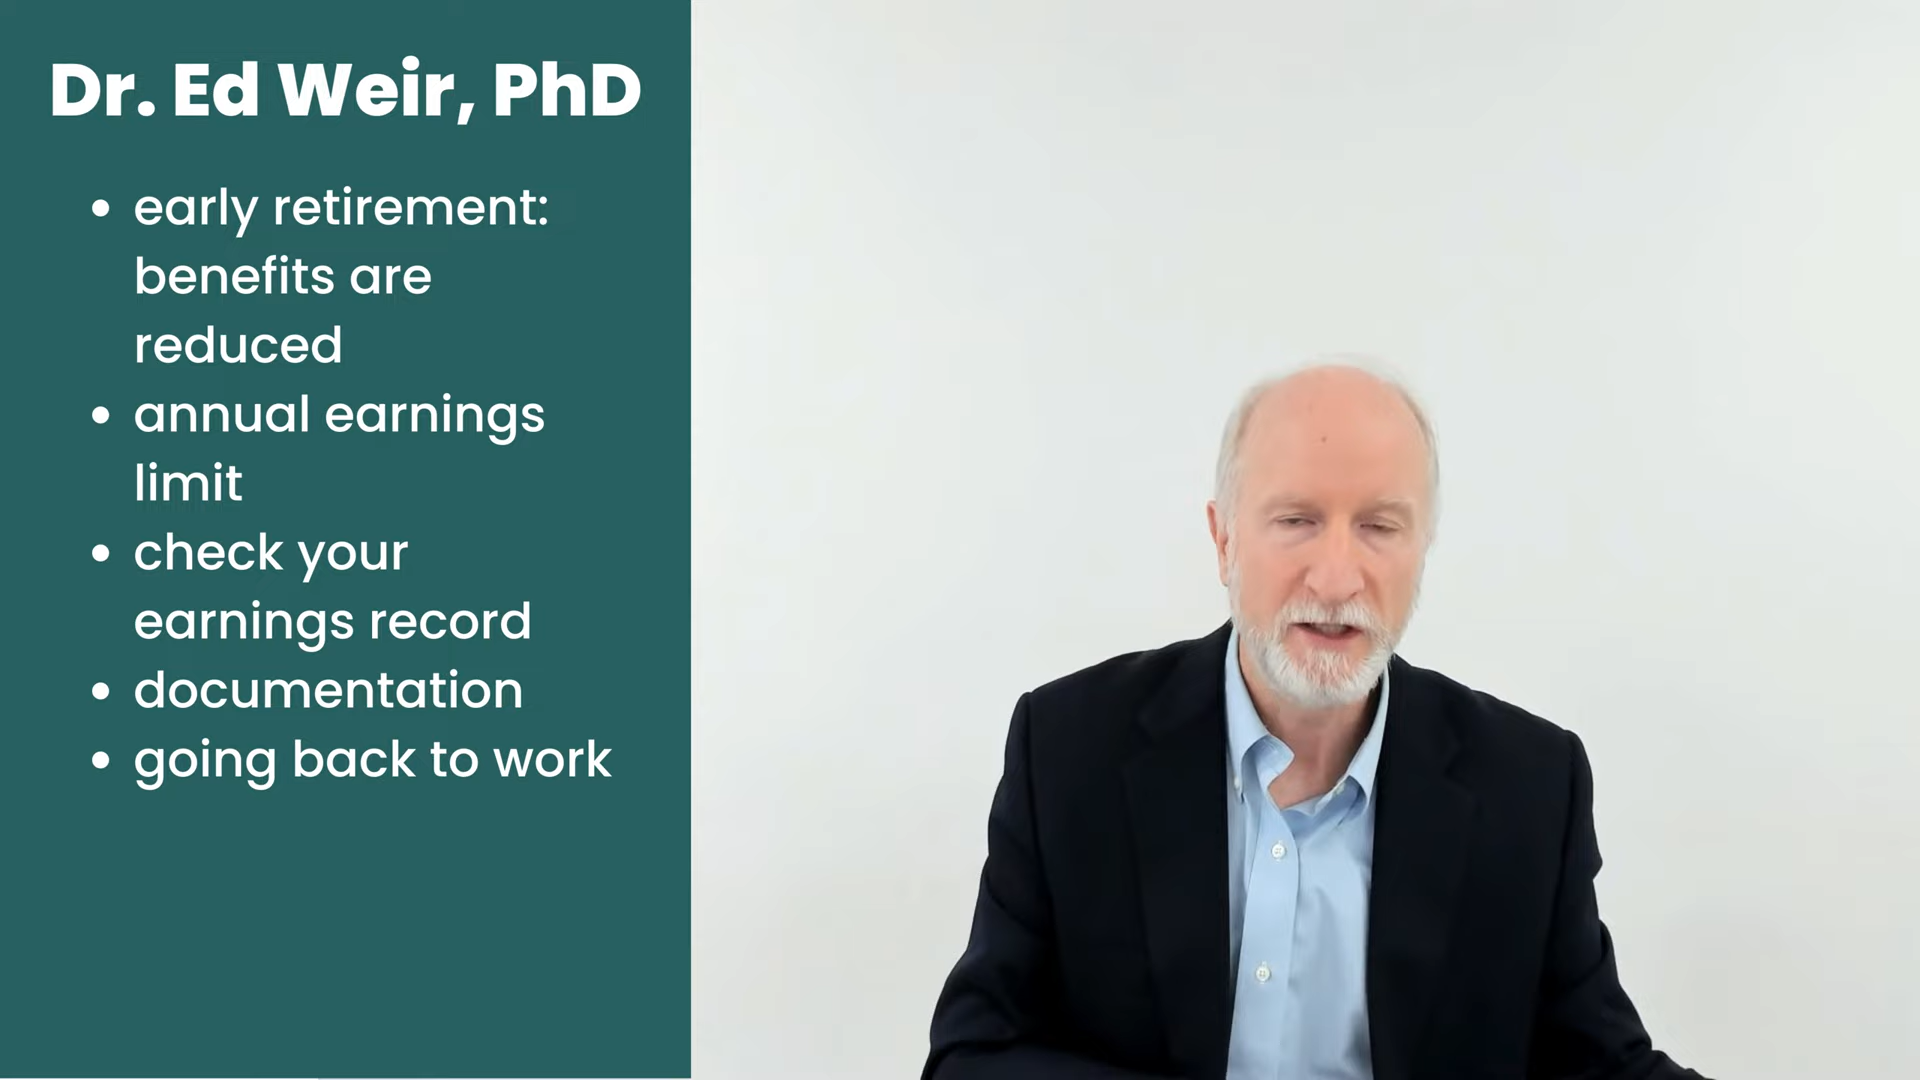 Dr. Ed Weir, PhD
• early retirement:
benefits are
reduced
• annual earnings
limit
• check your
earnings record
• documentation
• going back to work